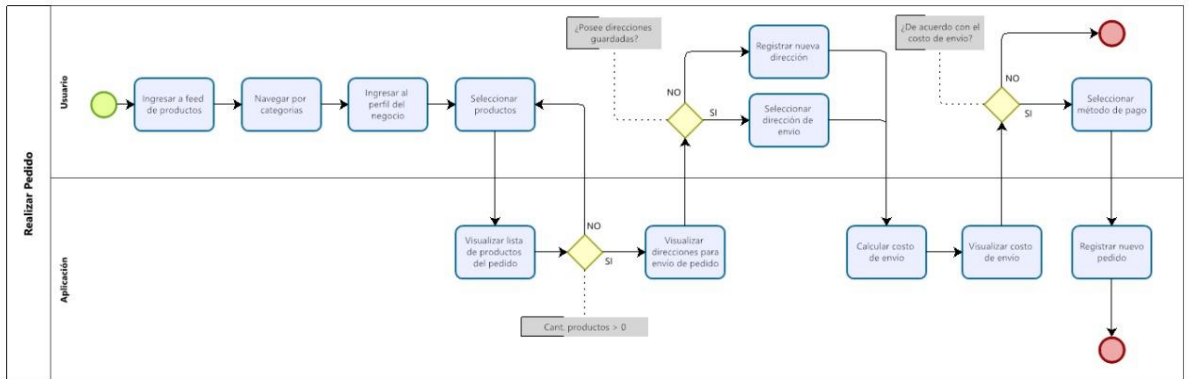 Realizar Pedido
Usuario
Ingresar a feed
de productos
Navegar por
categorias
Ingresar al
perfil del
negocio
Seleccionar
productos
¿Posee direcciones
guardadas?
NO
SI
Registrar nueva
dirección
Seleccionar
dirección de
envio
¿De acuerdo con el
costo de envio?
NO
SI
Seleccionar
método de pago
Aplicación
Visualizar lista
de productos
del pedido
NO
SI
Cant. productos > 0
Visualizar
direcciones para
envio de pedido
Calcular costo
de envio
Visualizar costo
de envio
Registrar nuevo
pedido